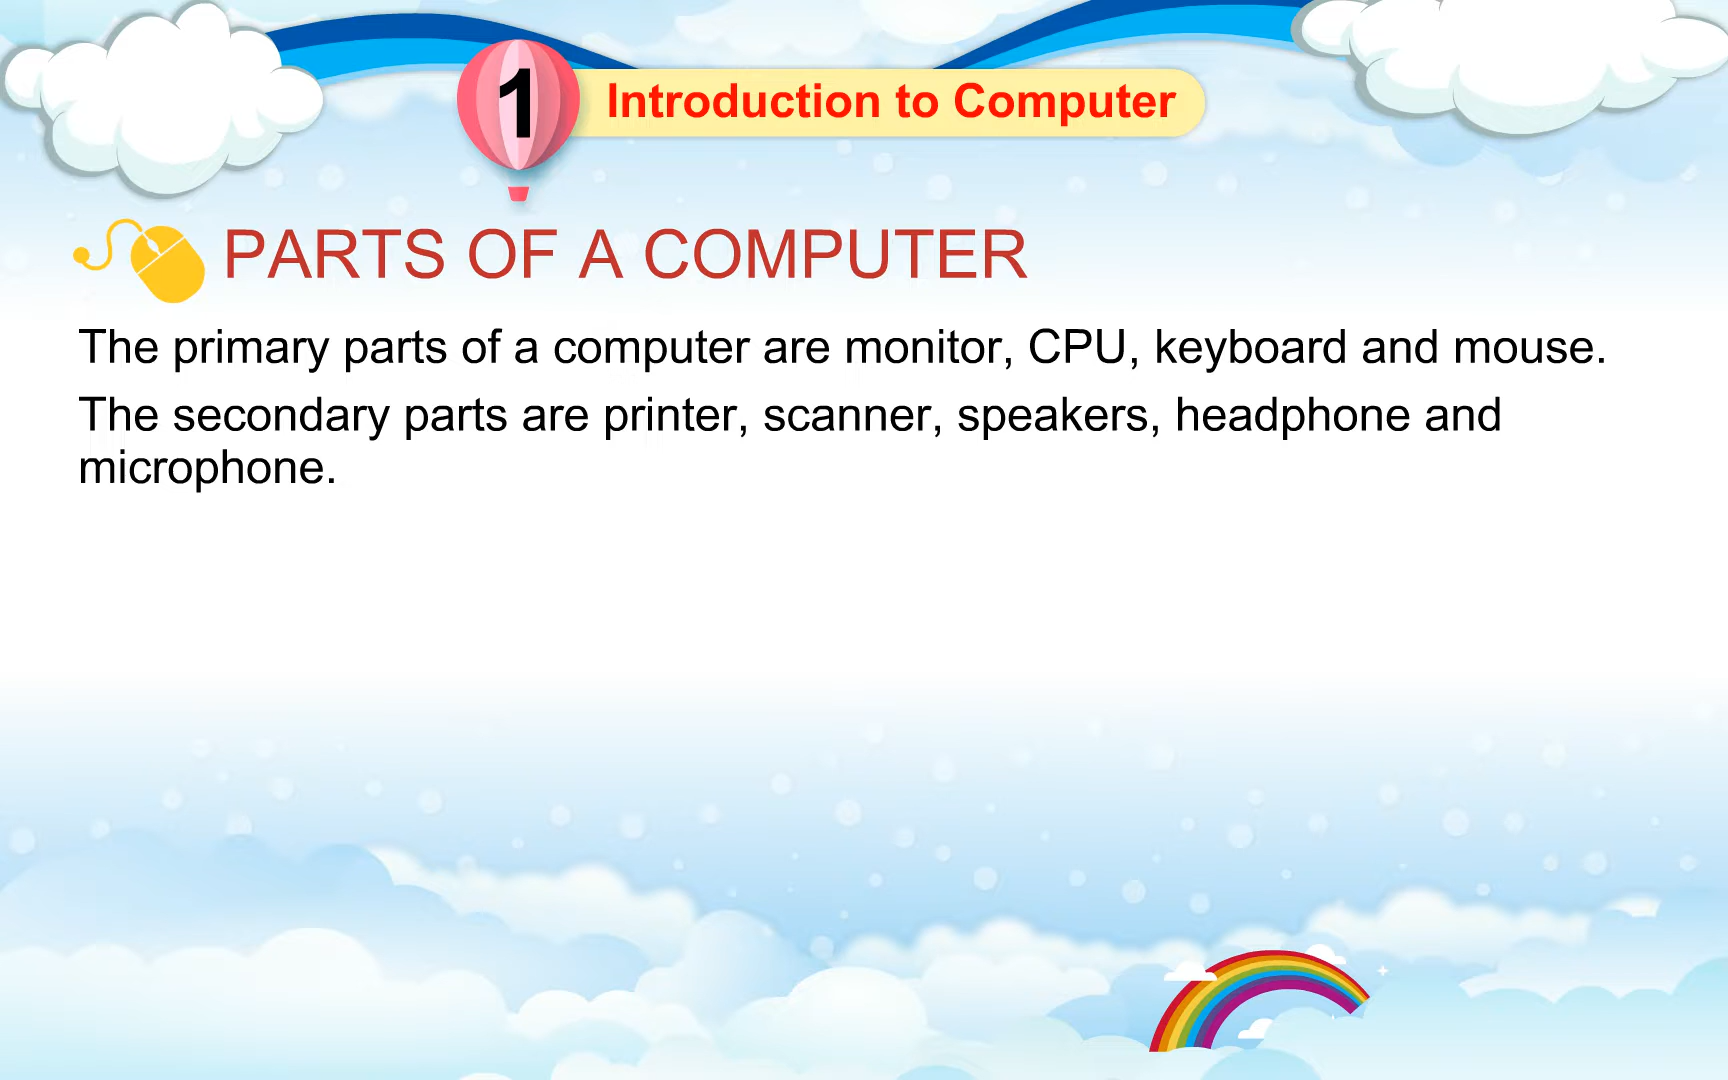 1
Introduction to Computer
PARTS OF A COMPUTER
The primary parts of a computer are monitor, CPU, keyboard and mouse.
The secondary parts are printer, scanner, speakers, headphone and
microphone.